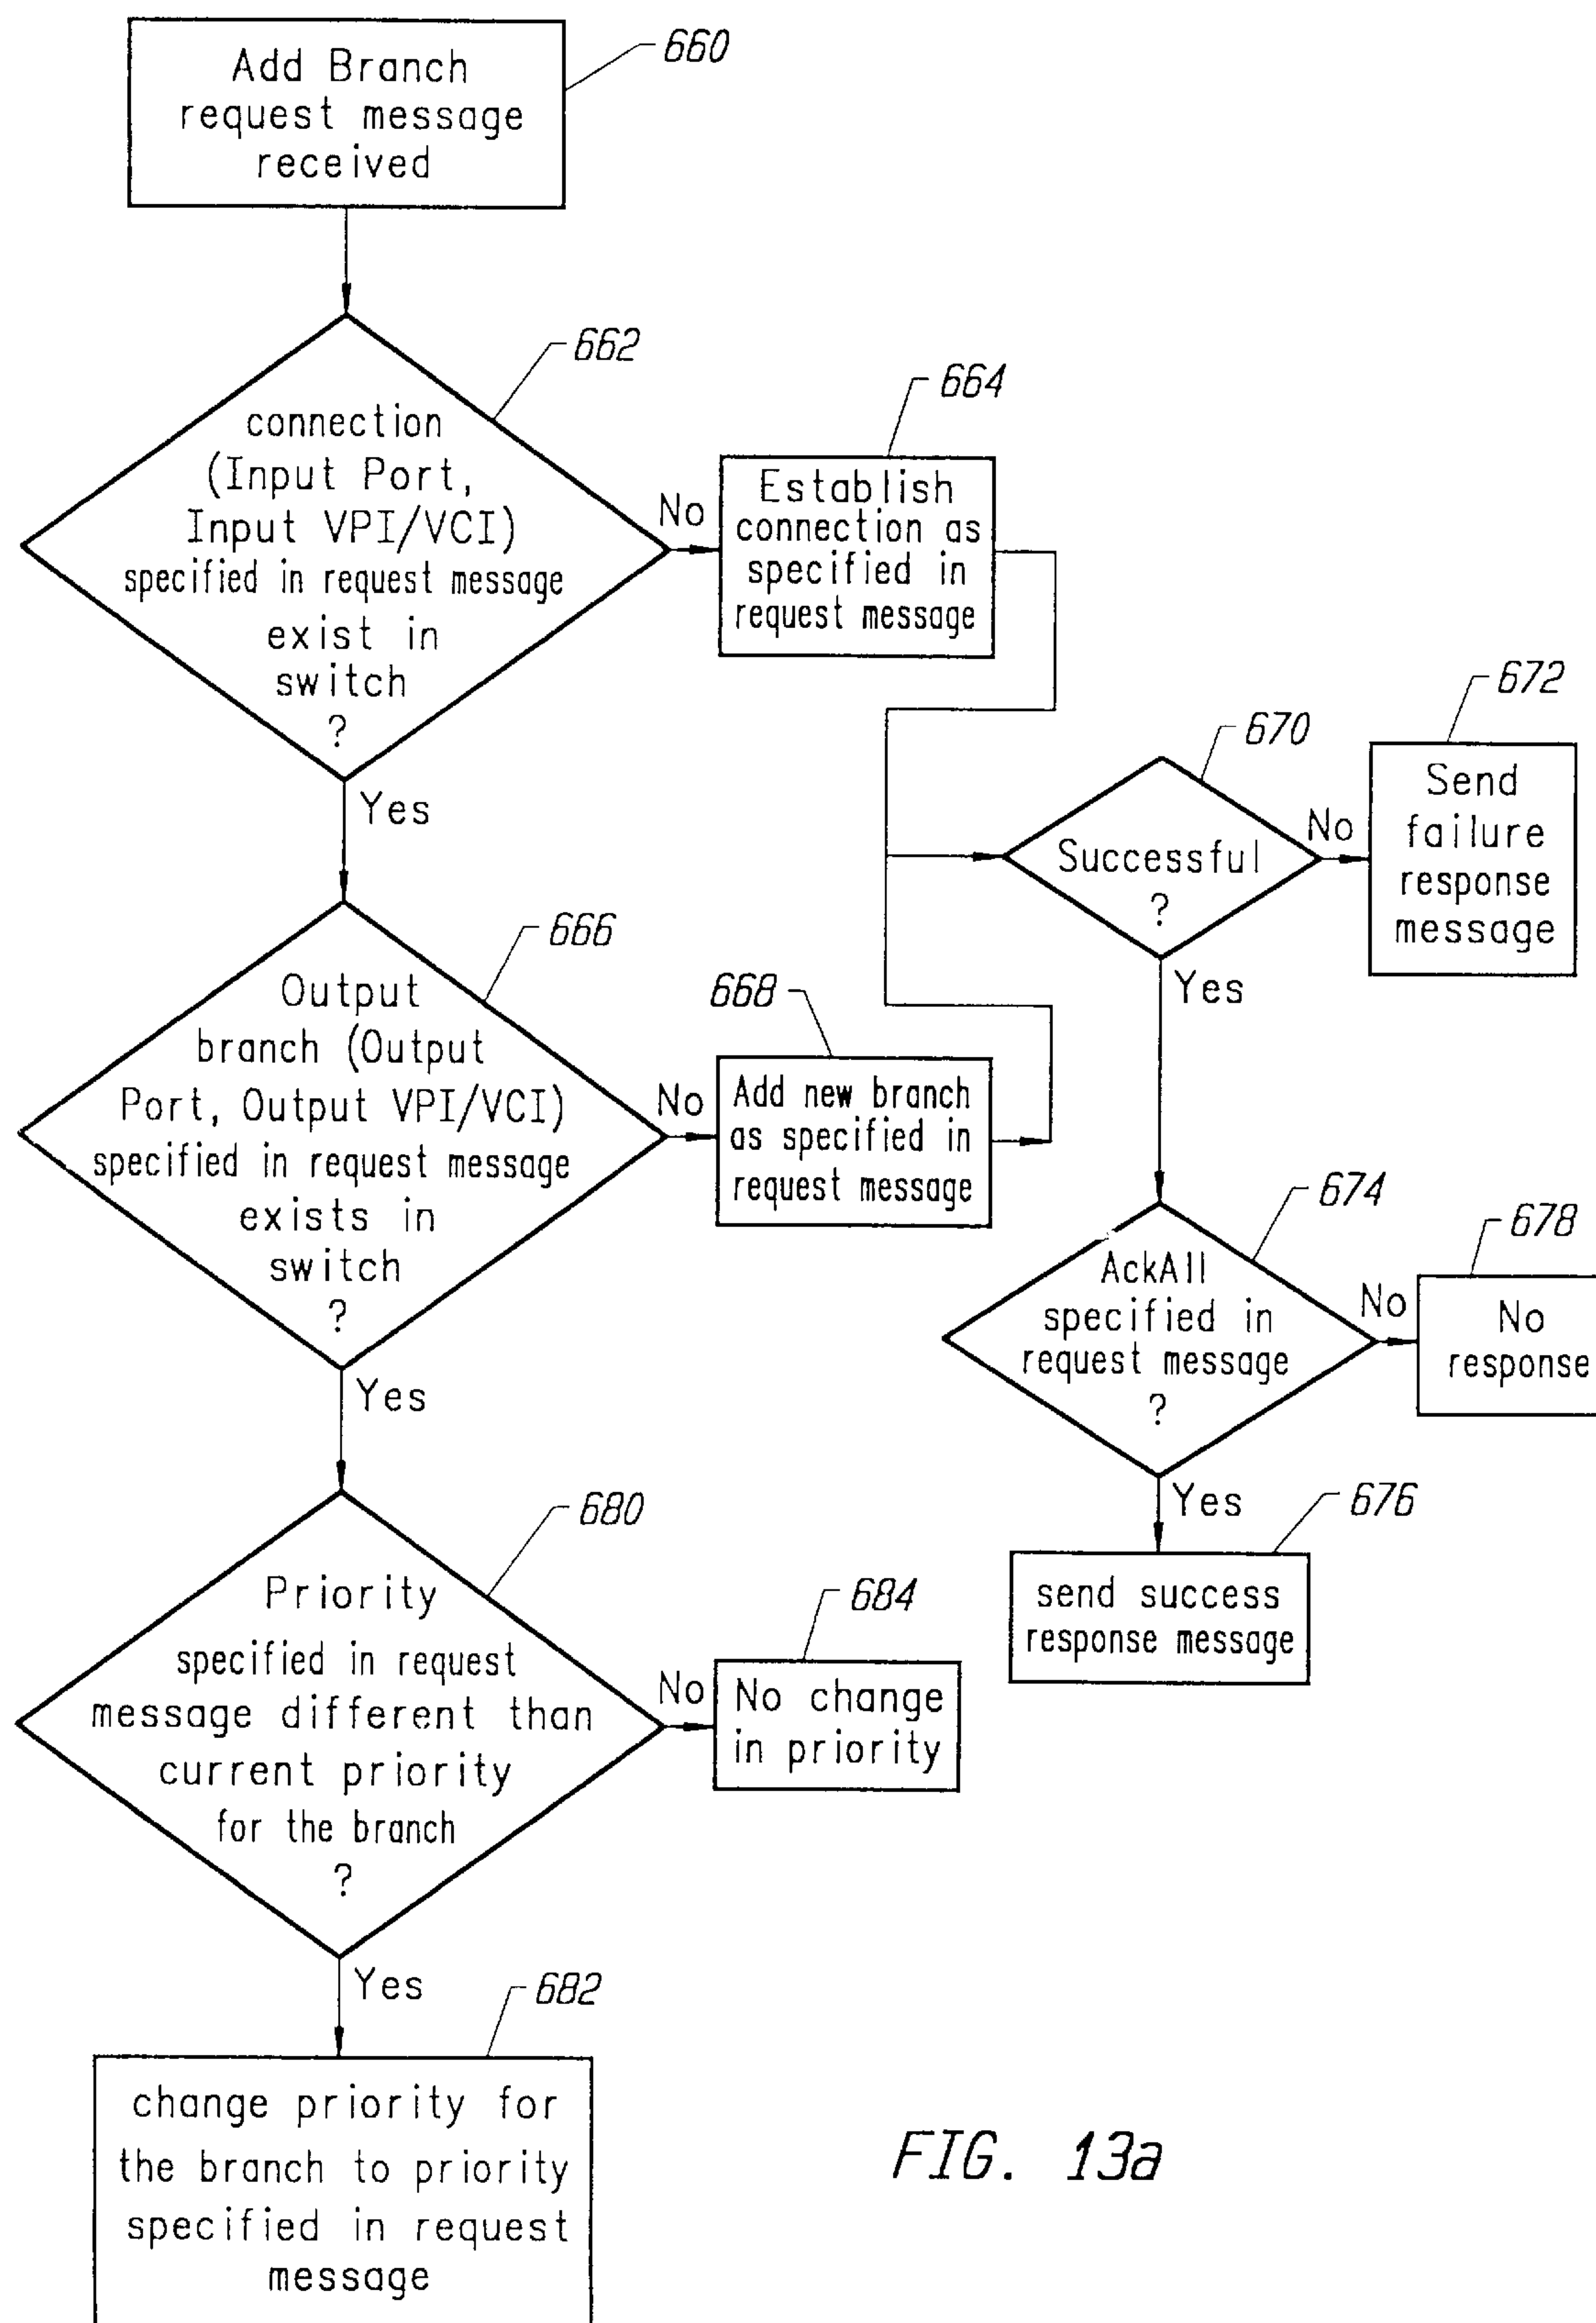 660
Add Branch
request message
received
662
connection
(Input Port,
Input VPI/VCI)
specified in request message
exist in
switch
?
No
664
Establish
connection as
specified in
request message
Yes
666
Output
branch (Output
Port, Output VPI/VCI)
specified in request message
exists in
switch
?
No
668
Add new branch
as specified in
request message
670
Successful
?
No
672
Send
failure
response
message
Yes
674
AckAll
specified in
request message
?
No
678
No
response
Yes
676
send success
response message
Yes
680
Priority
specified in request
message different than
current priority
for the branch
?
No
684
No change
in priority
Yes
682
change priority for
the branch to priority
specified in request
message
FIG. 13a